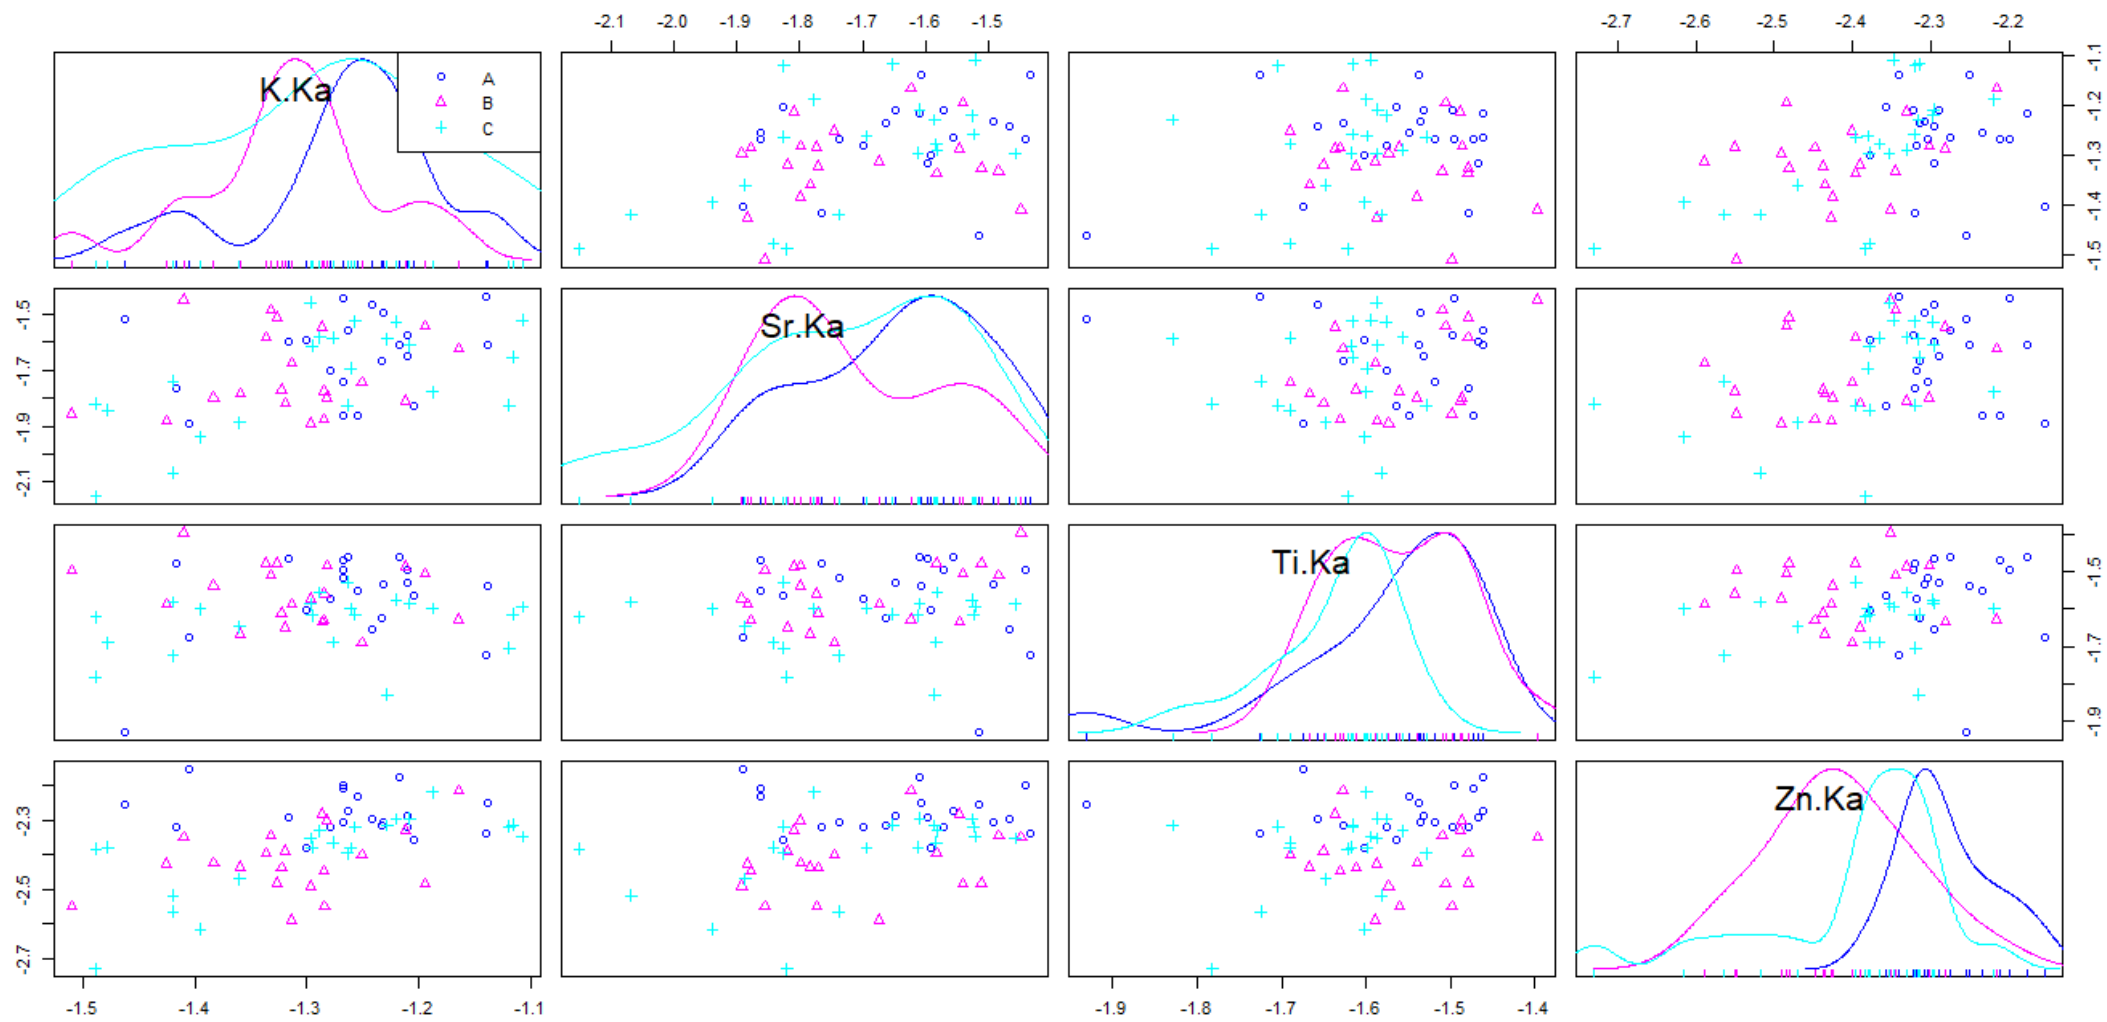 -2.1 -2.0 -1.9 -1.8 -1.7 -1.6 -1.5
-2.7 -2.6 -2.5 -2.4 -2.3 -2.2
K.Ka
A
B
C
-1.1
-1.2
-1.3
-1.4
-1.5
-1.5
-1.7
-1.9
-2.1
Sr.Ka
Ti.Ka
-1.5
-1.7
-1.9
-2.3
-2.5
-2.7
Zn.Ka
-1.5 -1.4 -1.3 -1.2 -1.1
-1.9 -1.8 -1.7 -1.6 -1.5 -1.4